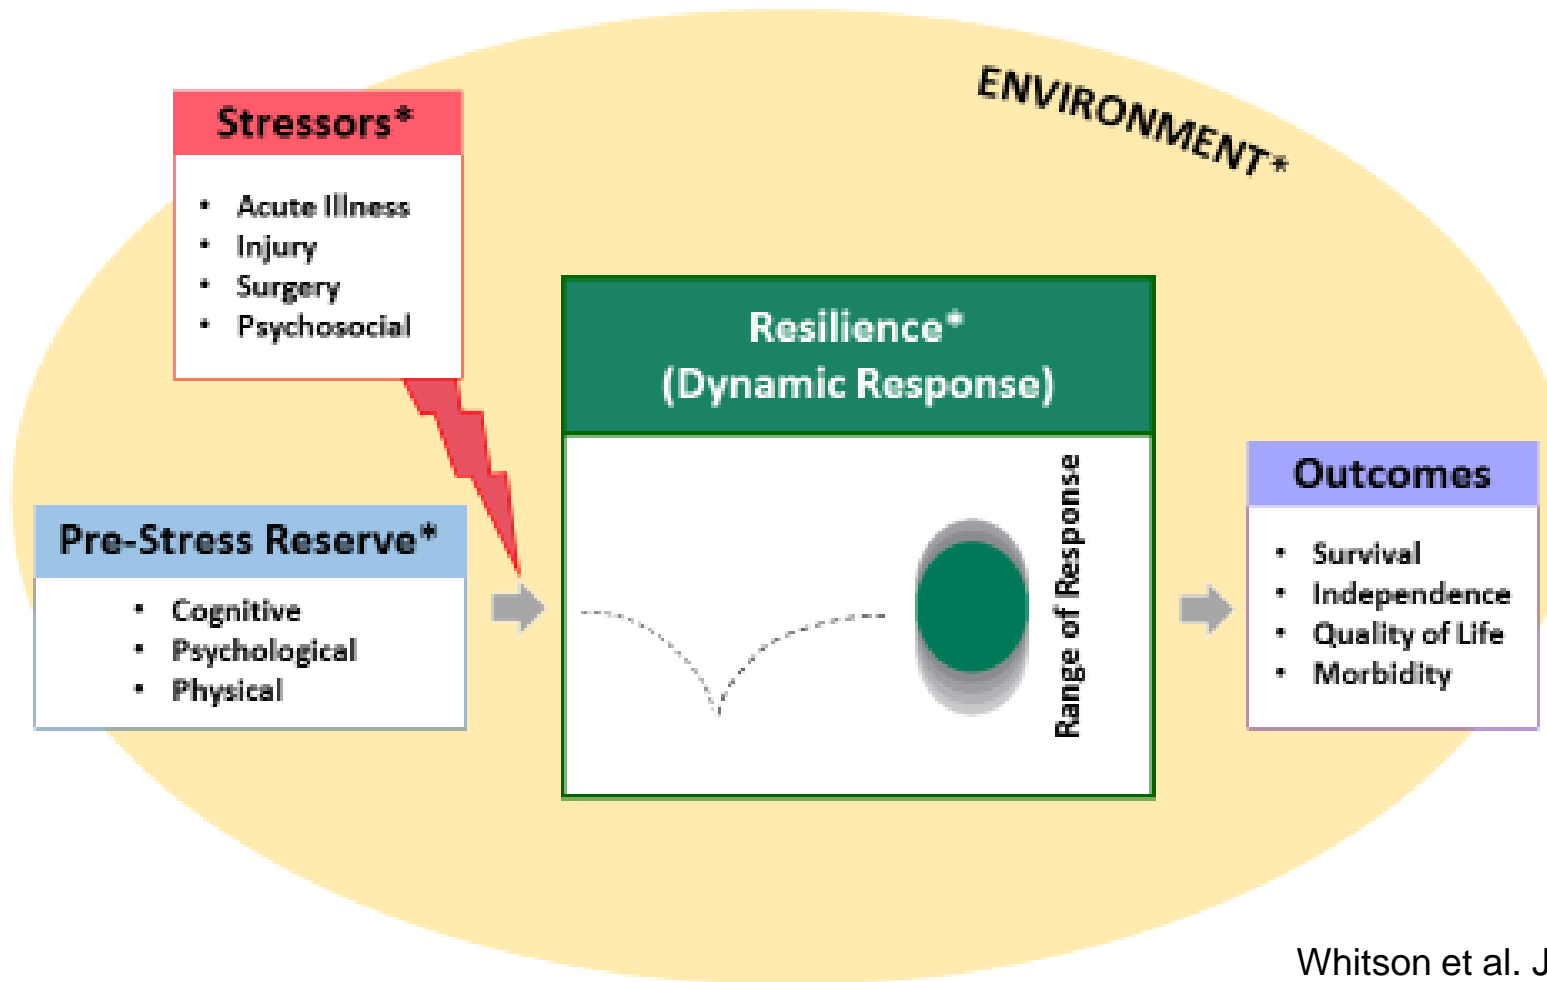 ENVIRONMENT*
Stressors*
• Acute Illness
• Injury
• Surgery
• Psychosocial
Resilience*
(Dynamic Response)
Range of Response
Pre-Stress Reserve*
• Cognitive
• Psychological
• Physical
Outcomes
• Survival
• Independence
• Quality of Life
• Morbidity
Whitson et al. J